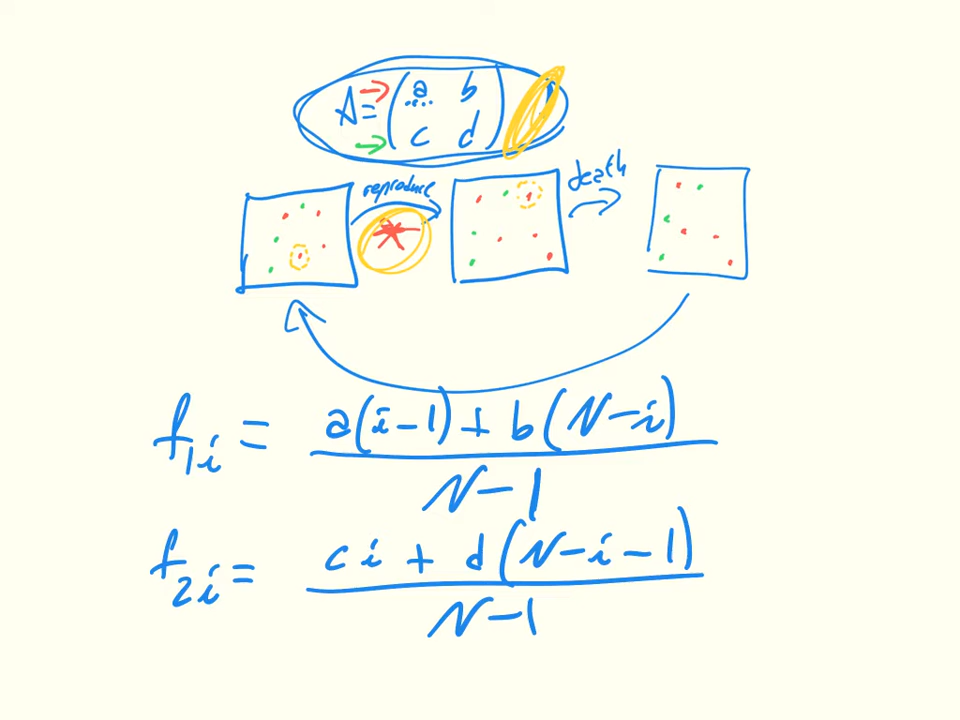 A = ( a b
c d )
reproduce
death
f₁ᵢ = a(i-1) + b(N-i)
N-1
f₂ᵢ = ci + d(N-i-1)
N-1